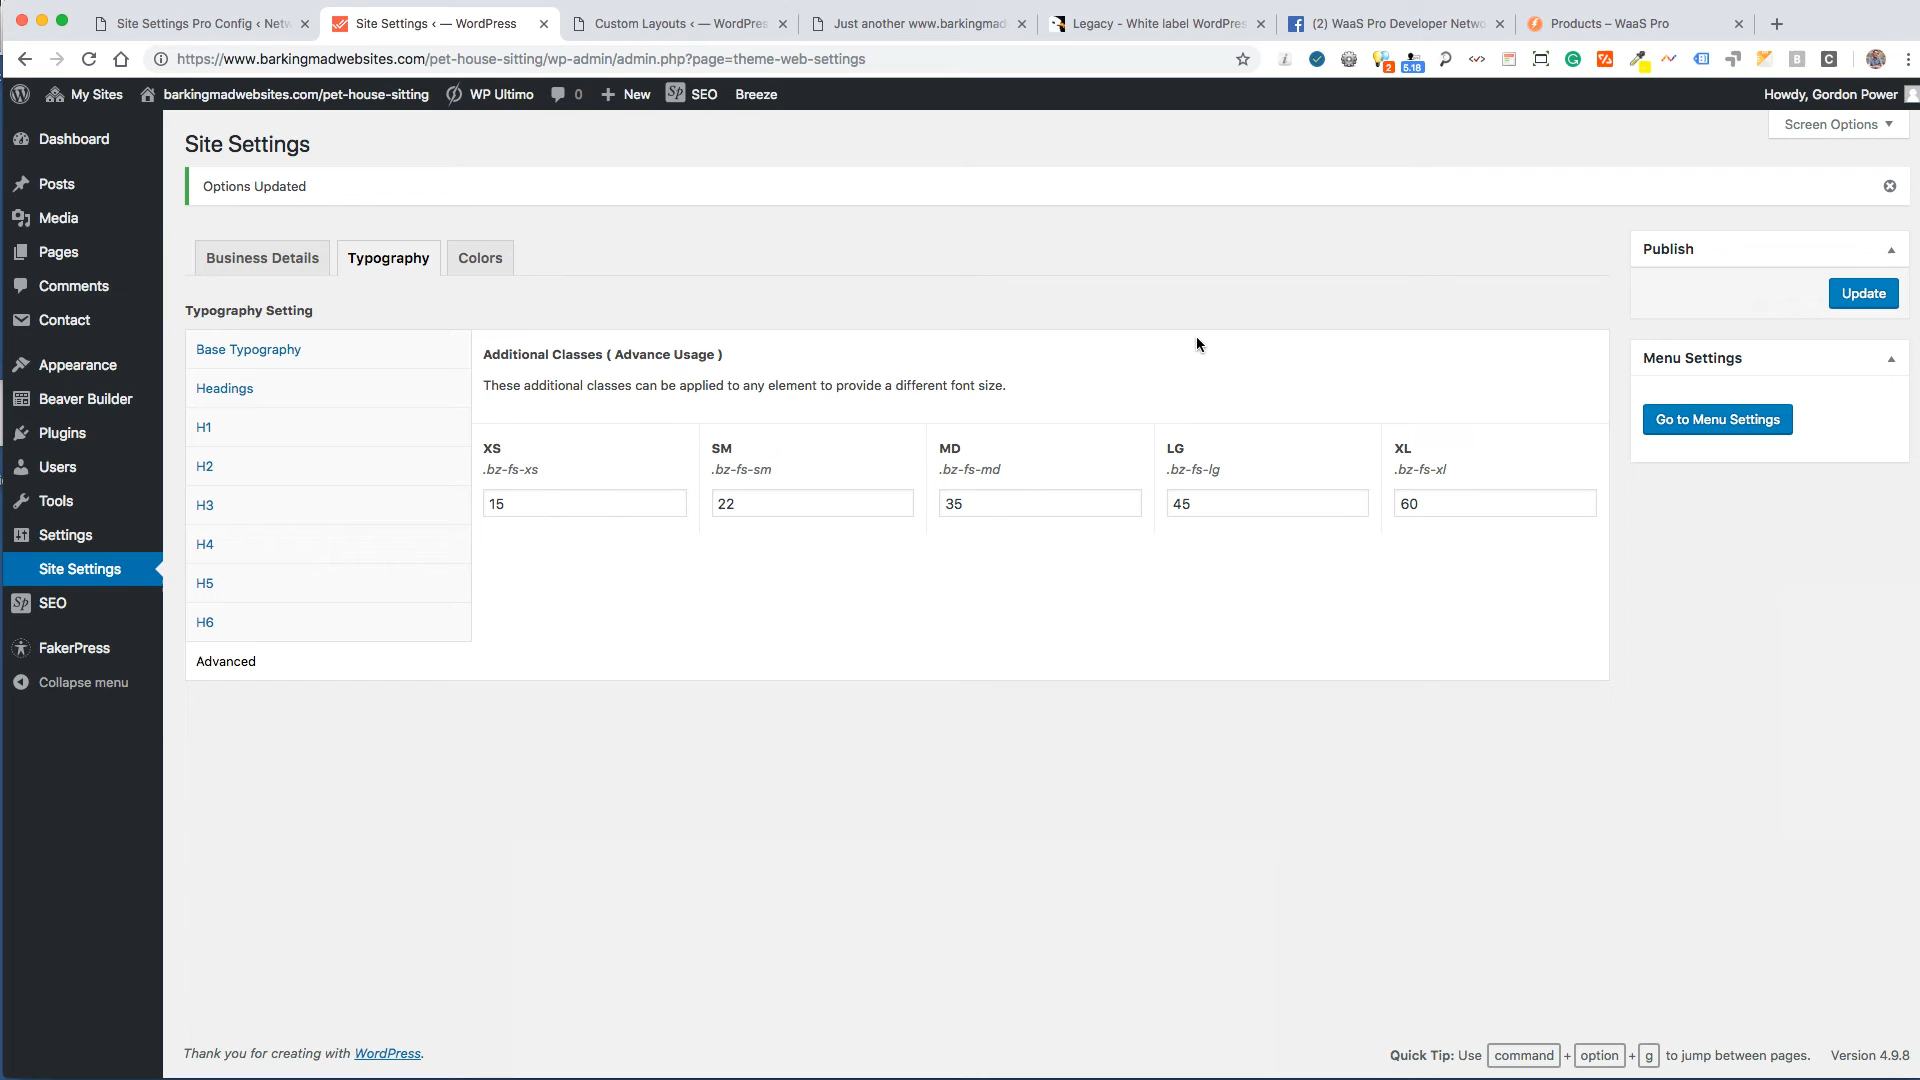 Site Settings Pro Config ‹ Netw
Site Settings ‹ — WordPress
Custom Layouts ‹ — WordPres
Just another www.barkingmad
Legacy - White label WordPres
(2) WaaS Pro Developer Netwo
Products – WaaS Pro
https://www.barkingmadwebsites.com/pet-house-sitting/wp-admin/admin.php?page=theme-web-settings
2
5.18
B
C
My Sites
barkingmadwebsites.com/pet-house-sitting
WP Ultimo
0
New
Sp SEO
Breeze
Howdy, Gordon Power
Screen Options
Dashboard
Posts
Media
Pages
Comments
Contact
Appearance
Beaver Builder
Plugins
Users
Tools
Settings
Site Settings
Sp SEO
FakerPress
Collapse menu
Site Settings
Options Updated
Business Details
Typography
Colors
Typography Setting
Base Typography
Headings
H1
H2
H3
H4
H5
H6
Advanced
Additional Classes ( Advance Usage )
These additional classes can be applied to any element to provide a different font size.
XS
.bz-fs-xs
15
SM
.bz-fs-sm
22
MD
.bz-fs-md
35
LG
.bz-fs-lg
45
XL
.bz-fs-xl
60
Publish
Update
Menu Settings
Go to Menu Settings
Thank you for creating with WordPress.
Quick Tip: Use command + option + g to jump between pages.
Version 4.9.8